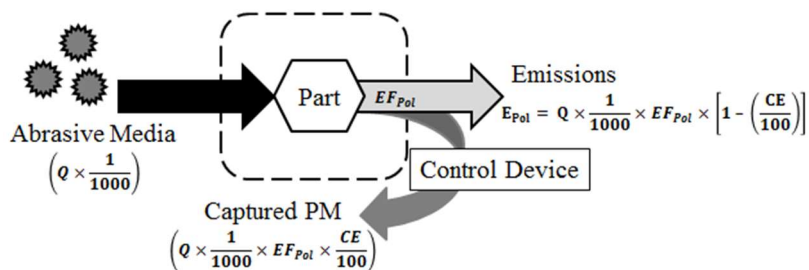 Abrasive Media
(Q × 1/1000)
Part
EF_Pol
Emissions
E_Pol = Q × 1/1000 × EF_Pol × [1 − (CE/100)]
Control Device
Captured PM
(Q × 1/1000 × EF_Pol × CE/100)